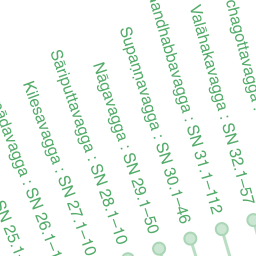 ādavagga : SN 25.1
Kilesavagga : SN 26.1–1
Sāriputtavagga : SN 27.1–10
Nāgavagga : SN 28.1–10
Supaṇṇavagga : SN 29.1–50
andhabbavagga : SN 30.1–46
Valāhakavagga : SN 31.1–112
chagottavagga : SN 32.1–57